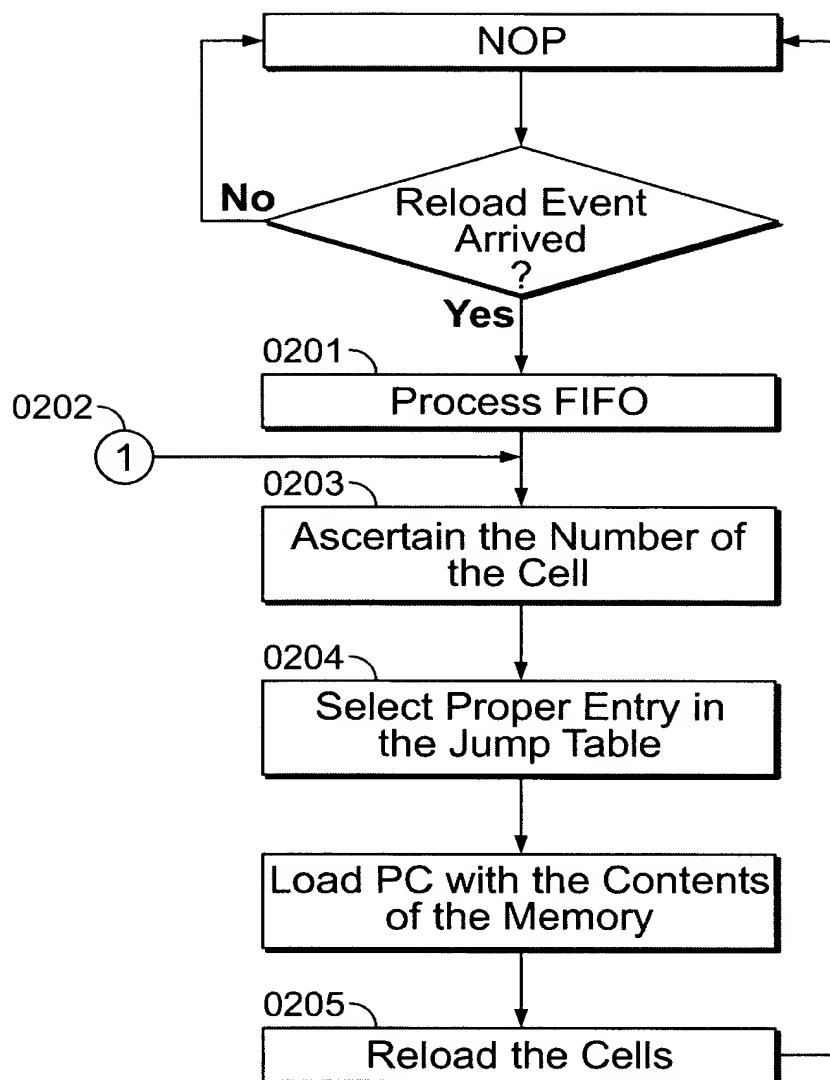 NOP
No
Reload Event
Arrived
?
Yes
0201
Process FIFO
0202
1
0203
Ascertain the Number of
the Cell
0204
Select Proper Entry in
the Jump Table
Load PC with the Contents
of the Memory
0205
Reload the Cells